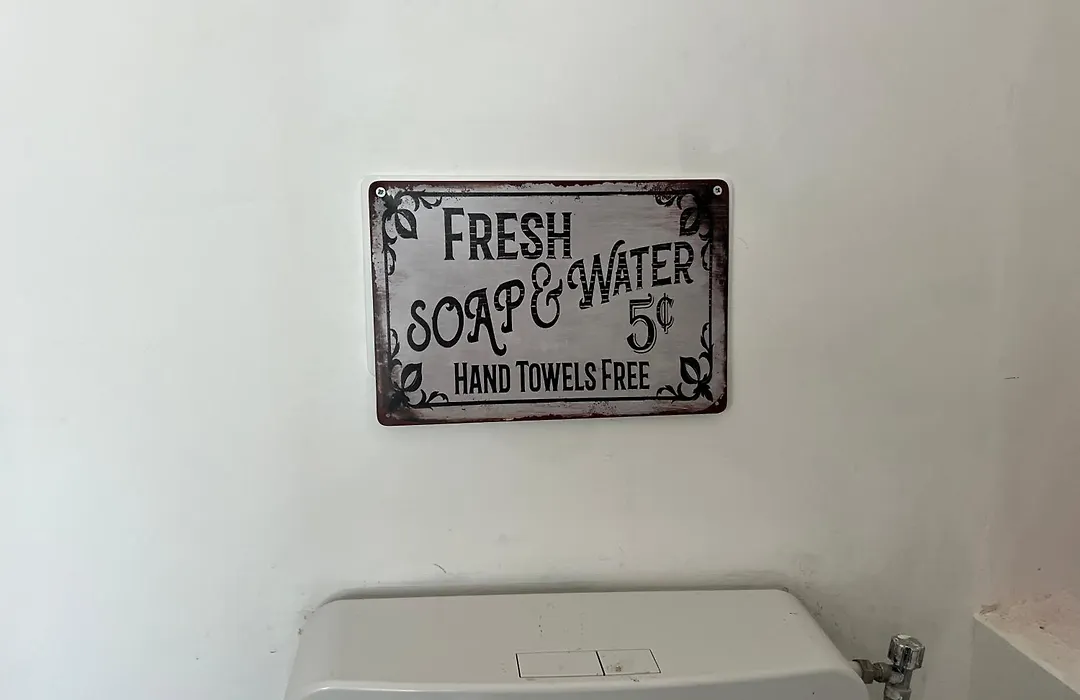 FRESH
SOAP & WATER
5¢
HAND TOWELS FREE